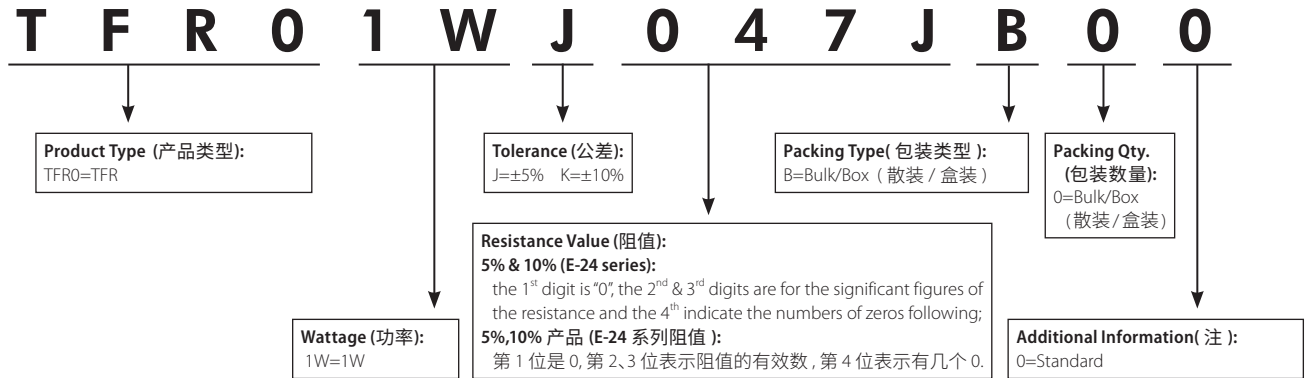 T F R 0 1 W J 0 4 7 J B 0 0
Product Type (产品类型):
TFR0=TFR
Tolerance (公差):
J=±5% K=±10%
Packing Type( 包装类型 ):
B=Bulk/Box ( 散装 / 盒装 )
Packing Qty.
(包装数量):
0=Bulk/Box
(散装/盒装)
Resistance Value (阻值):
5% & 10% (E-24 series):
the 1st digit is "0", the 2nd & 3rd digits are for the significant figures of
the resistance and the 4th indicate the numbers of zeros following;
5%,10% 产品 (E-24 系列阻值 ):
第 1 位是 0, 第 2、3 位表示阻值的有效数 , 第 4 位表示有几个 0.
Wattage (功率):
1W=1W
Additional Information( 注 ):
0=Standard